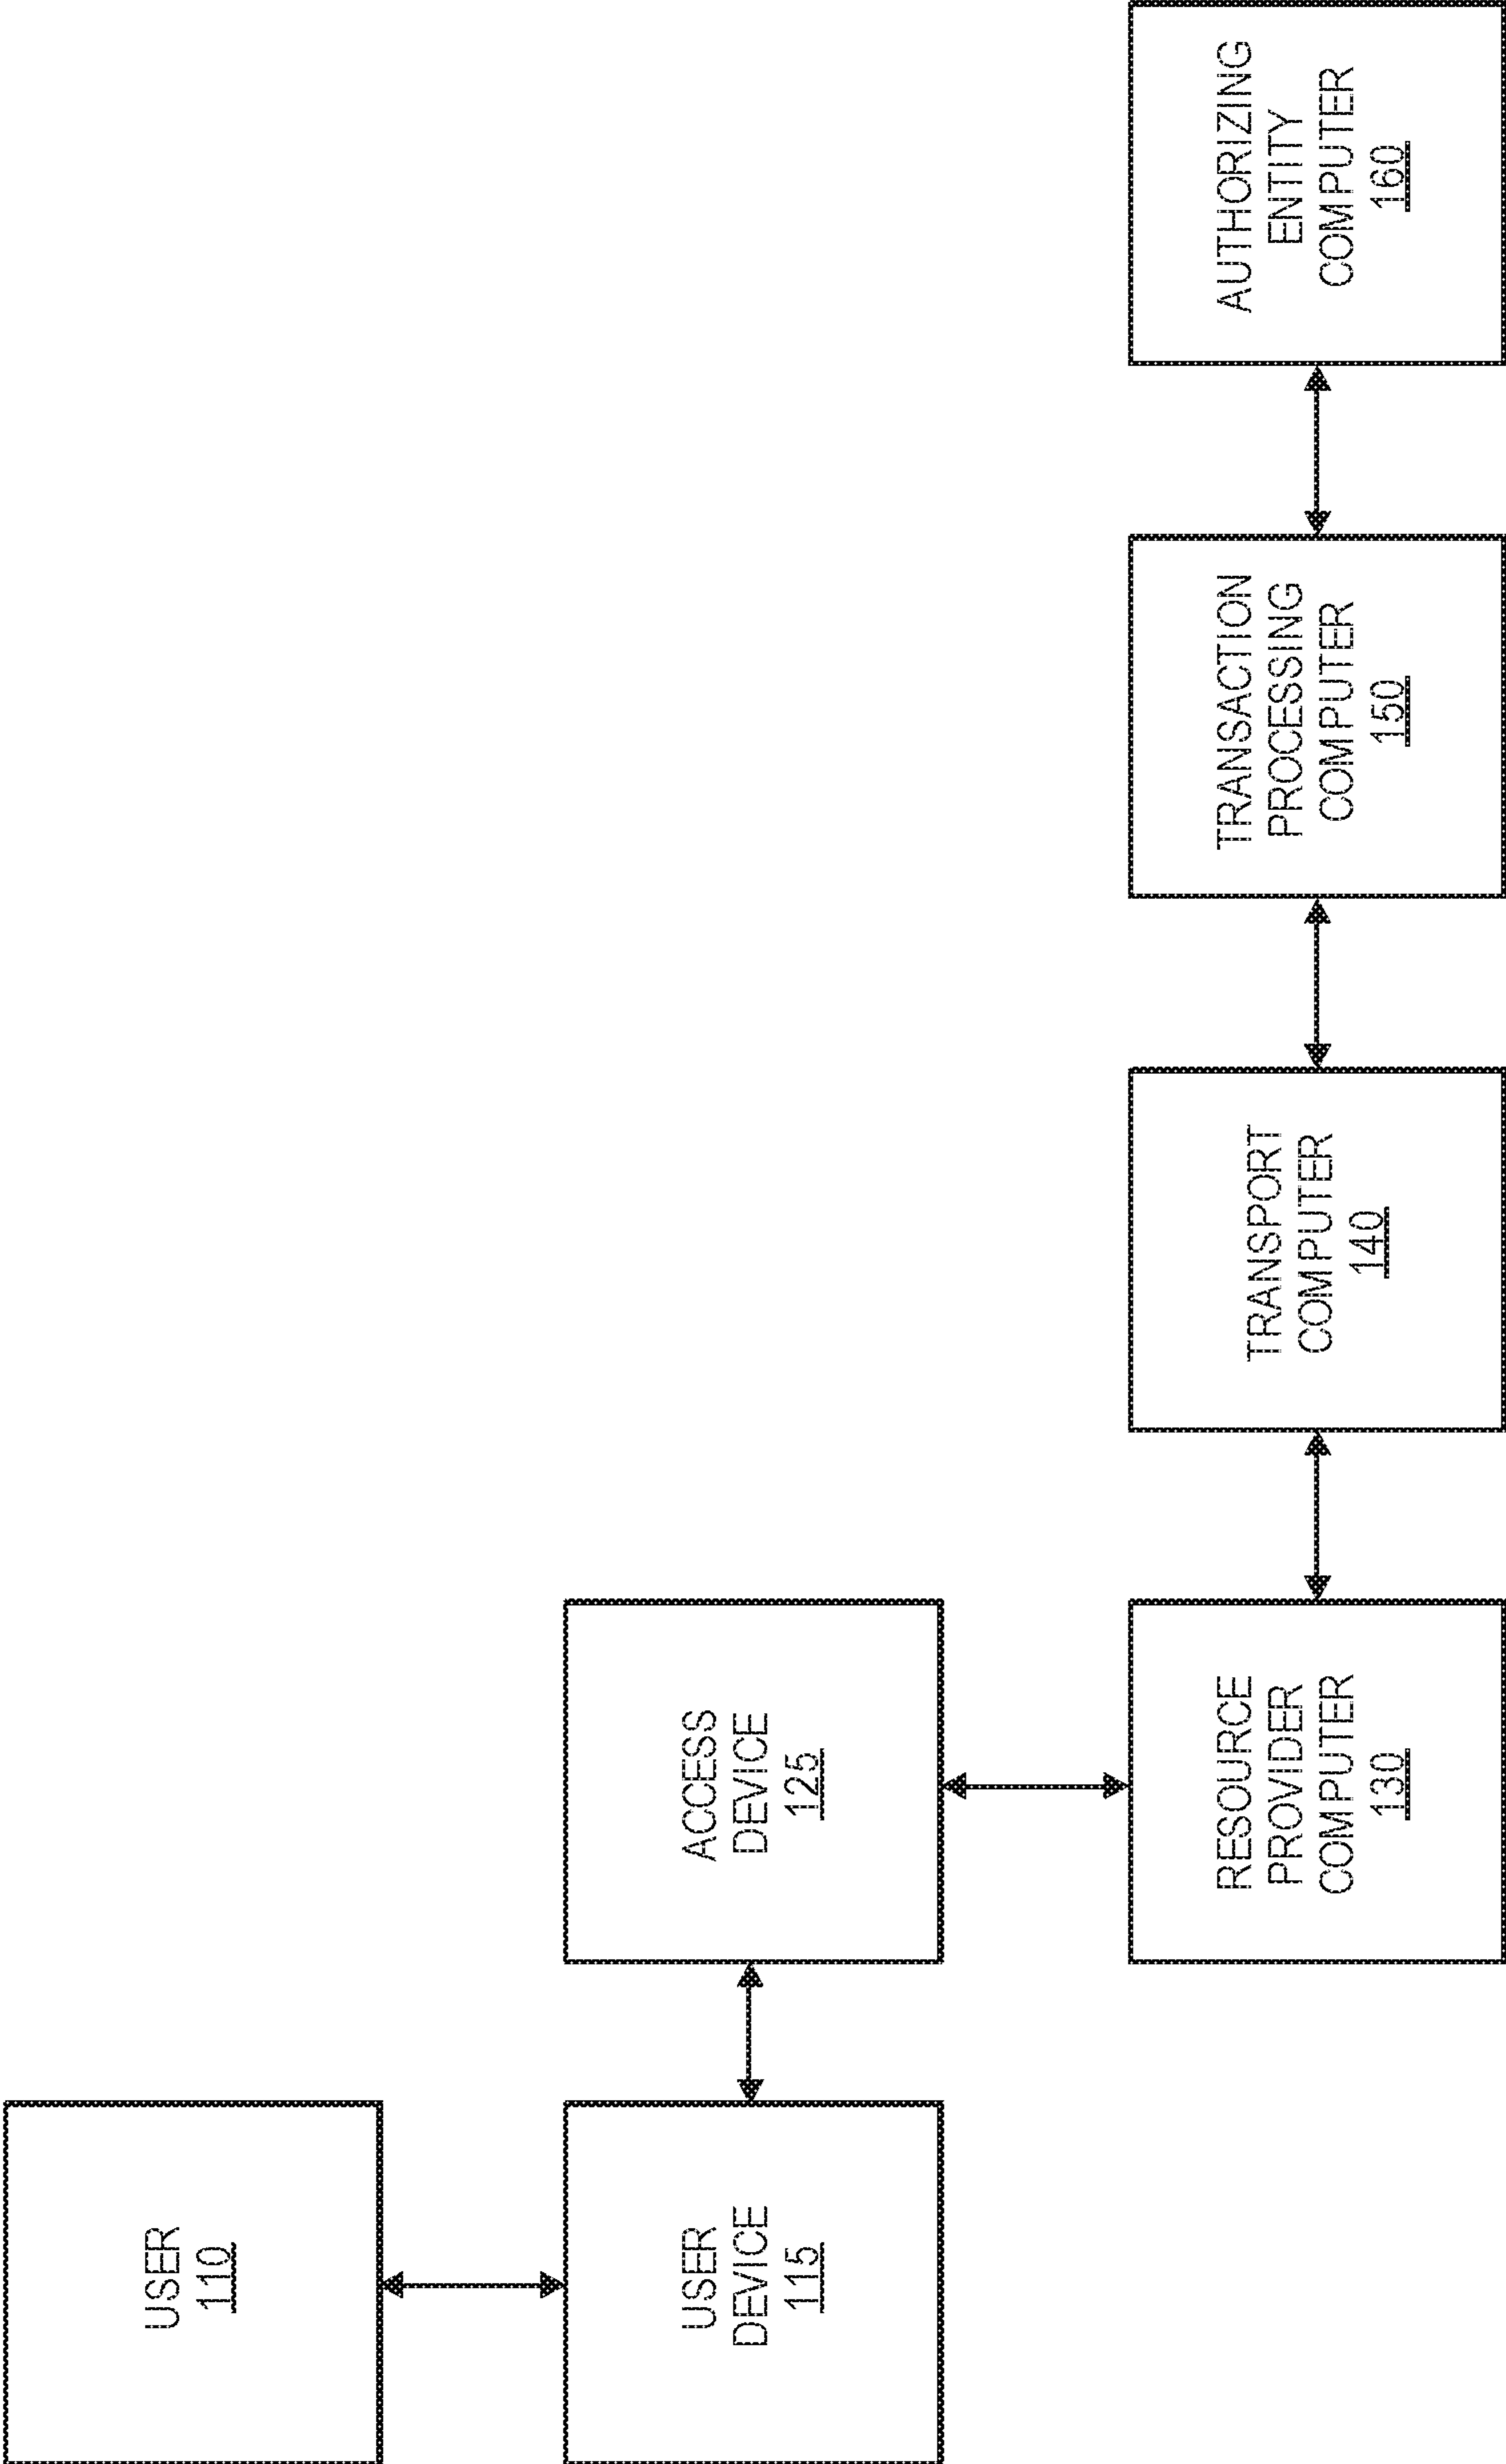 USER
110
USER
DEVICE
115
ACCESS
DEVICE
125
RESOURCE
PROVIDER
COMPUTER
130
TRANSPORT
COMPUTER
140
TRANSACTION
PROCESSING
COMPUTER
150
AUTHORIZING
ENTITY
COMPUTER
160